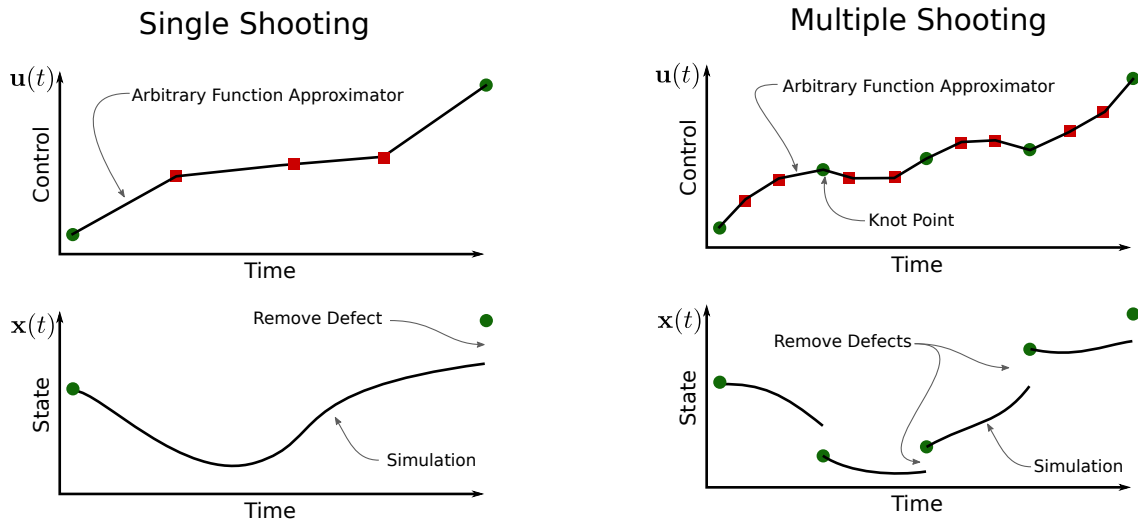 Single Shooting
u(t)
Arbitrary Function Approximator
Control
Time
x(t)
Remove Defect
State
Simulation
Time
Multiple Shooting
u(t)
Arbitrary Function Approximator
Control
Knot Point
Time
x(t)
Remove Defects
State
Simulation
Time